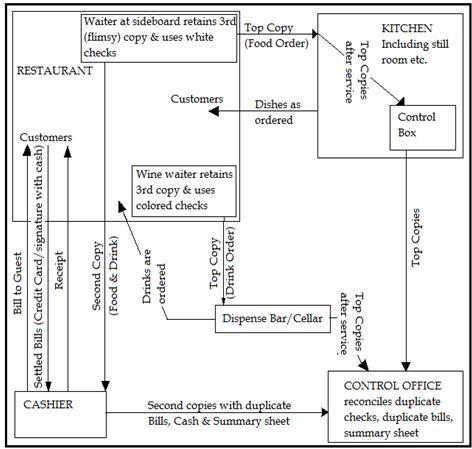 Waiter at sideboard retains 3rd
(flimsy) copy & uses white
checks
RESTAURANT
Top Copy
(Food Order)
KITCHEN
Including still
room etc.
Top Copies
after service
Control
Box
Customers
Dishes as
ordered
Customers
Wine waiter retains
3rd copy & uses
colored checks
Bill to Guest
Settled Bills (Credit Card/signature with cash)
Receipt
Second Copy
(Food & Drink)
Drinks are
ordered
Top Copy
(Drink Order)
Top Copies
Dispense Bar/Cellar
Top Copies
after service
CASHIER
Second copies with duplicate
Bills, Cash & Summary sheet
CONTROL OFFICE
reconciles duplicate
checks, duplicate bills,
summary sheet